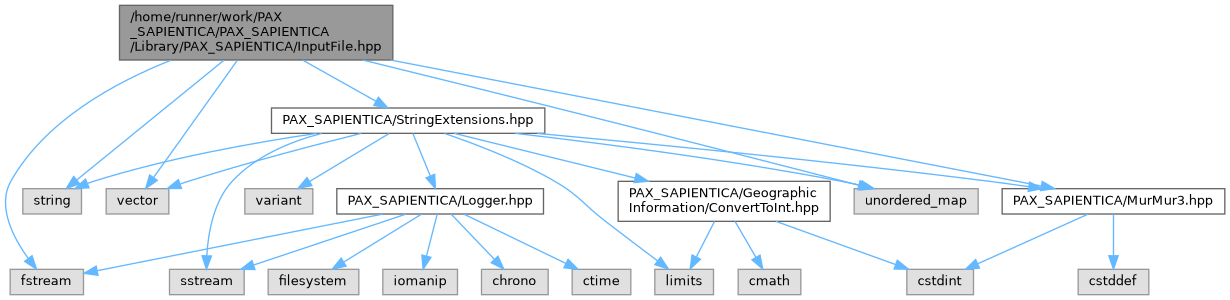 /home/runner/work/PAX
_SAPIENTICA/PAX_SAPIENTICA
/Library/PAX_SAPIENTICA/InputFile.hpp
PAX_SAPIENTICA/StringExtensions.hpp
string
vector
variant
PAX_SAPIENTICA/Logger.hpp
PAX_SAPIENTICA/Geographic
Information/ConvertToInt.hpp
unordered_map
PAX_SAPIENTICA/MurMur3.hpp
fstream
sstream
filesystem
iomanip
chrono
ctime
limits
cmath
cstdint
cstddef